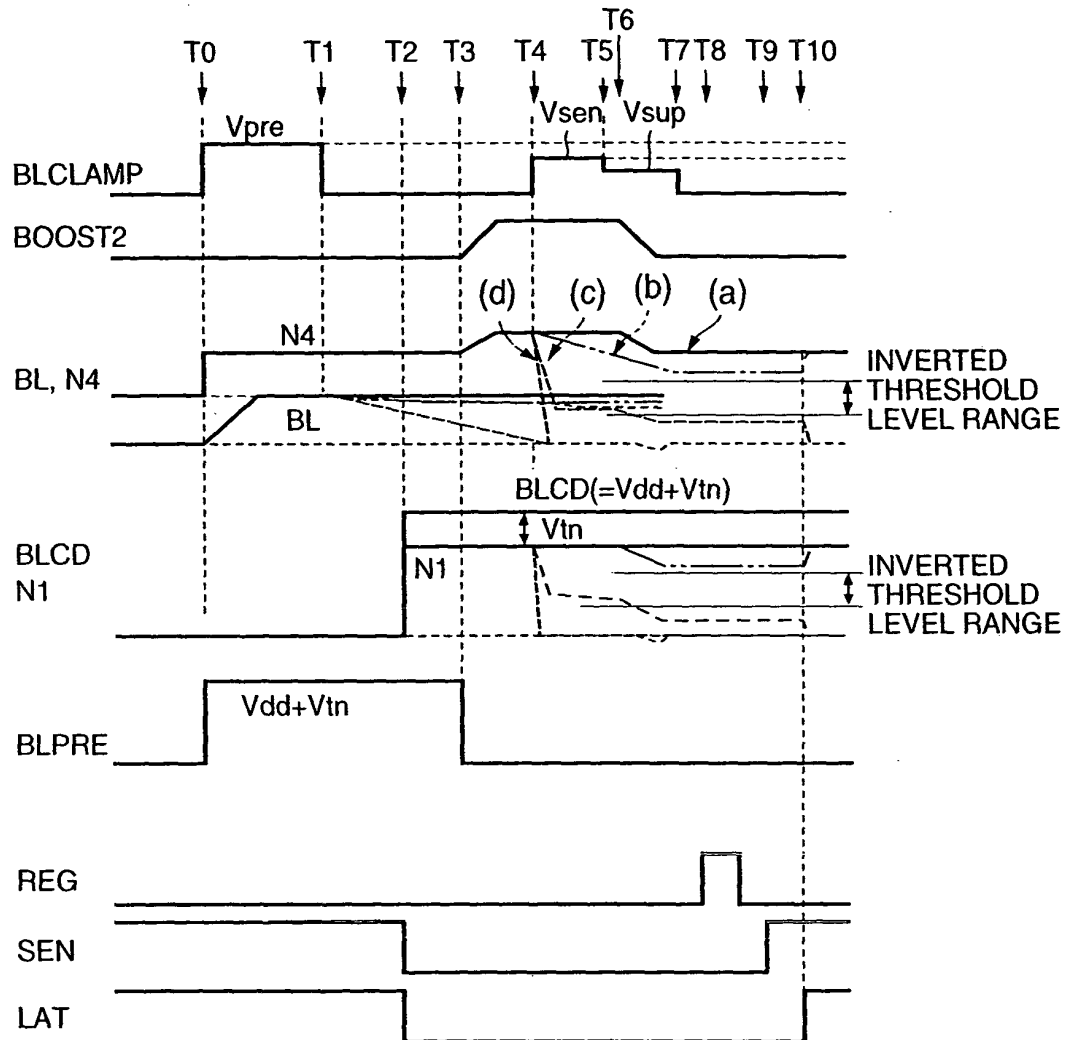 T6
T0 T1 T2 T3 T4 T5 T7 T8 T9 T10
Vpre Vsen Vsup
BLCLAMP
BOOST2
(d) (c) (b) (a)
N4
BL, N4
BL
INVERTED
THRESHOLD
LEVEL RANGE
BLCD(=Vdd+Vtn)
Vtn
BLCD
N1
N1
INVERTED
THRESHOLD
LEVEL RANGE
Vdd+Vtn
BLPRE
REG
SEN
LAT